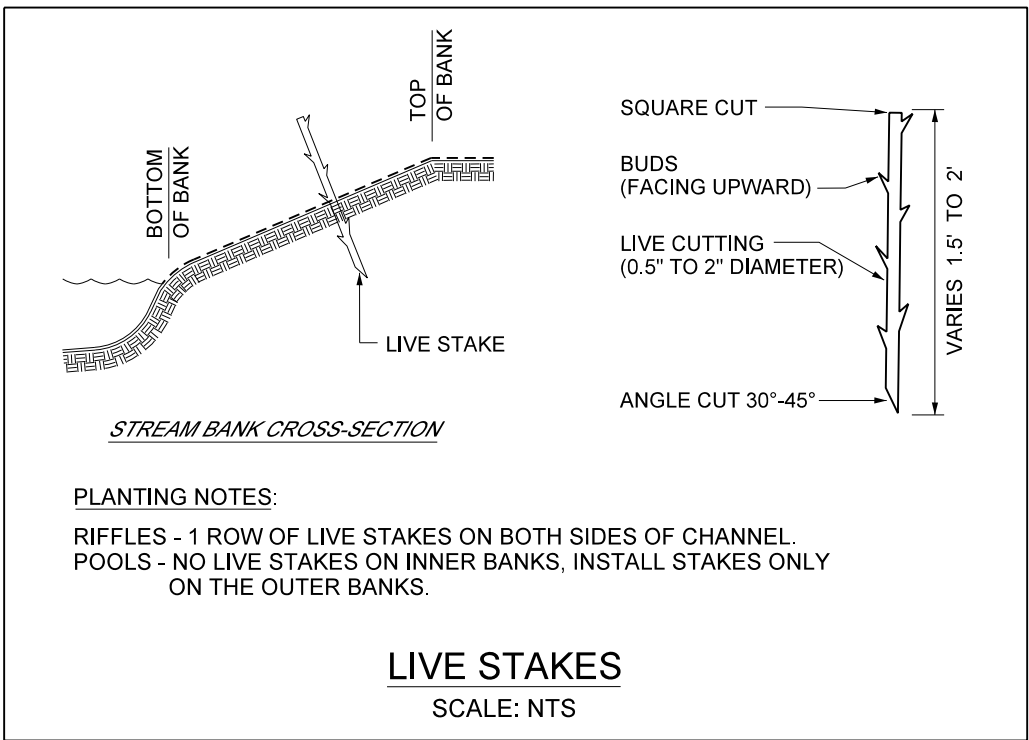 BOTTOM
OF BANK
TOP
OF BANK
LIVE STAKE
STREAM BANK CROSS-SECTION
SQUARE CUT
BUDS
(FACING UPWARD)
LIVE CUTTING
(0.5" TO 2" DIAMETER)
ANGLE CUT 30°-45°
VARIES 1.5' TO 2'
PLANTING NOTES:
RIFFLES - 1 ROW OF LIVE STAKES ON BOTH SIDES OF CHANNEL.
POOLS - NO LIVE STAKES ON INNER BANKS, INSTALL STAKES ONLY
ON THE OUTER BANKS.
LIVE STAKES
SCALE: NTS